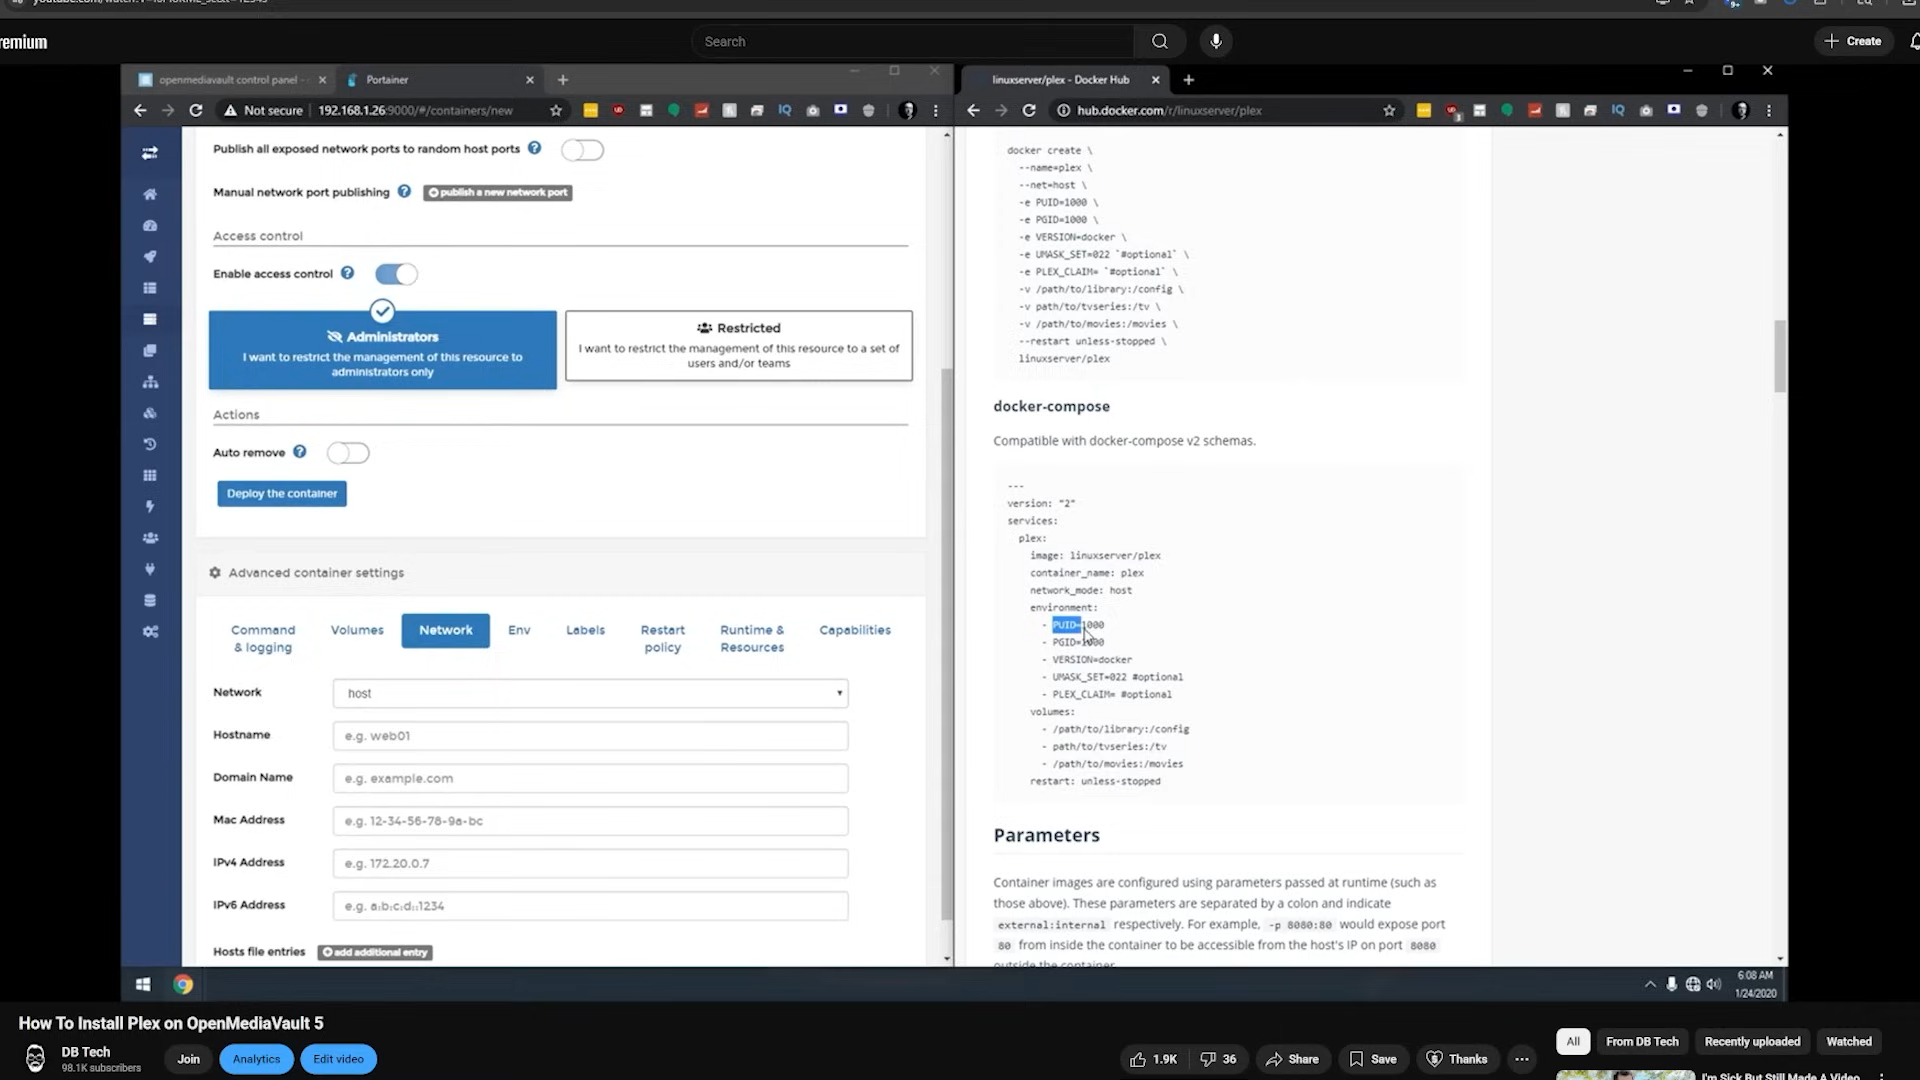 remium
Search
Create
openmediavault control panel -
Portainer
Not secure
192.168.1.26:9000/#/containers/new
Publish all exposed network ports to random host ports
Manual network port publishing
publish a new network port
Access control
Enable access control
Administrators
I want to restrict the management of this resource to
administrators only
Restricted
I want to restrict the management of this resource to a set of
users and/or teams
Actions
Auto remove
Deploy the container
Advanced container settings
Command
& logging
Volumes
Network
Env
Labels
Restart
policy
Runtime &
Resources
Capabilities
Network
host
Hostname
e.g. web01
Domain Name
e.g. example.com
Mac Address
e.g. 12-34-56-78-9a-bc
IPv4 Address
e.g. 172.20.0.7
IPv6 Address
e.g. a:b:c:d::1234
Hosts file entries
add additional entry
linuxserver/plex - Docker Hub
hub.docker.com/r/linuxserver/plex
docker create \
--name=plex \
--net=host \
-e PUID=1000 \
-e PGID=1000 \
-e VERSION=docker \
-e UMASK_SET=022 `#optional` \
-e PLEX_CLAIM= `#optional` \
-v /path/to/library:/config \
-v path/to/tvseries:/tv \
-v /path/to/movies:/movies \
--restart unless-stopped \
linuxserver/plex
docker-compose
Compatible with docker-compose v2 schemas.
---
version: "2"
services:
plex:
image: linuxserver/plex
container_name: plex
network_mode: host
environment:
- PUID=1000
- PGID=1000
- VERSION=docker
- UMASK_SET=022 #optional
- PLEX_CLAIM= #optional
volumes:
- /path/to/library:/config
- path/to/tvseries:/tv
- /path/to/movies:/movies
restart: unless-stopped
Parameters
Container images are configured using parameters passed at runtime (such as
those above). These parameters are separated by a colon and indicate
external:internal respectively. For example, -p 8080:80 would expose port
80 from inside the container to be accessible from the host's IP on port 8080
outside the container.
6:08 AM
1/24/2020
How To Install Plex on OpenMediaVault 5
DB Tech
98.1K subscribers
Join
Analytics
Edit video
1.9K
36
Share
Save
Thanks
All
From DB Tech
Recently uploaded
Watched
I'm Sick But Still Made A Video